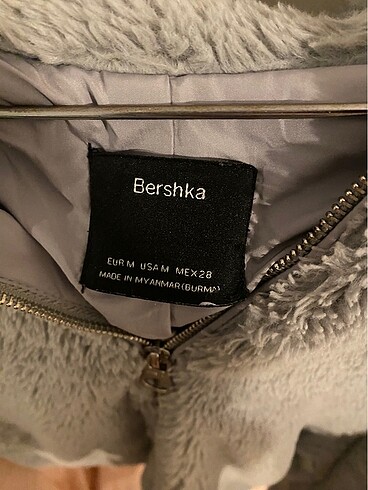 Bershka
EUR M USA M MEX 28
MADE IN MYANMAR (BURMA)